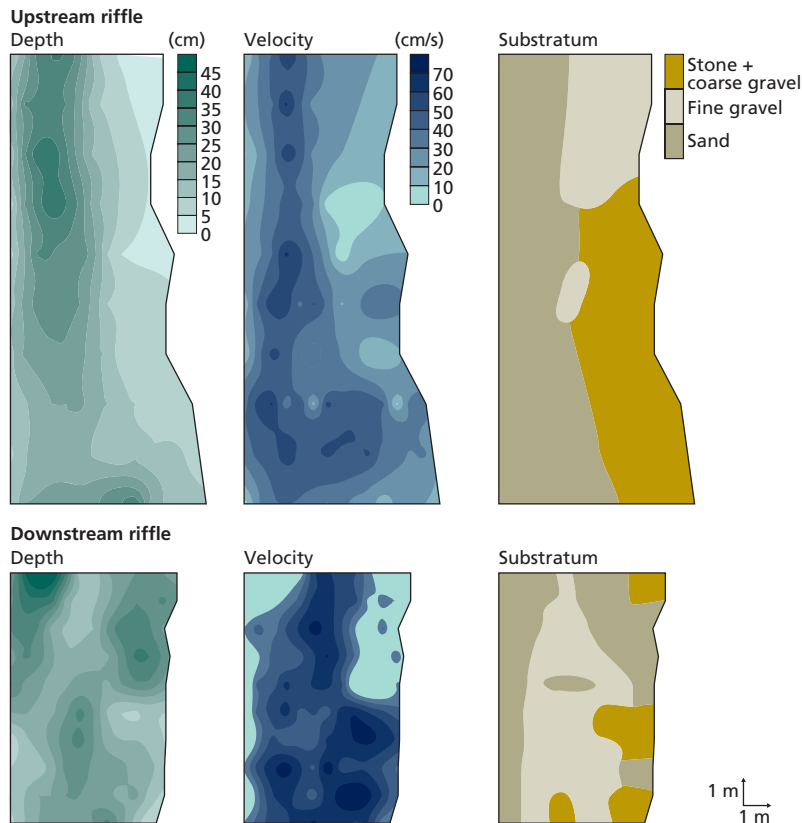 Upstream riffle
Depth
(cm)
45
40
35
30
25
20
15
10
5
0
Velocity
(cm/s)
70
60
50
40
30
20
10
0
Substratum
Stone +
coarse gravel
Fine gravel
Sand
Downstream riffle
Depth
Velocity
Substratum
1 m
1 m